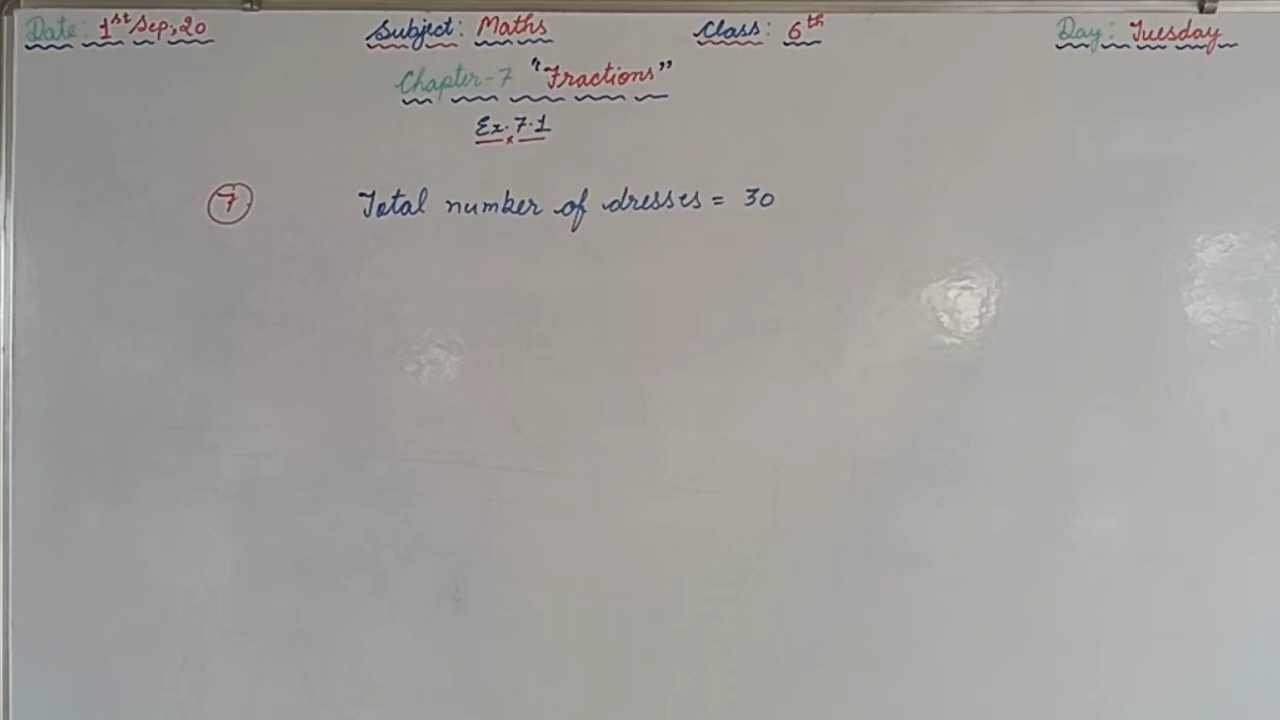 Date: 1st Sep, 20 Subject: Maths Class: 6th Day: Tuesday
Chapter-7 "Fractions"
Ex. 7.1
7 Total number of dresses = 30